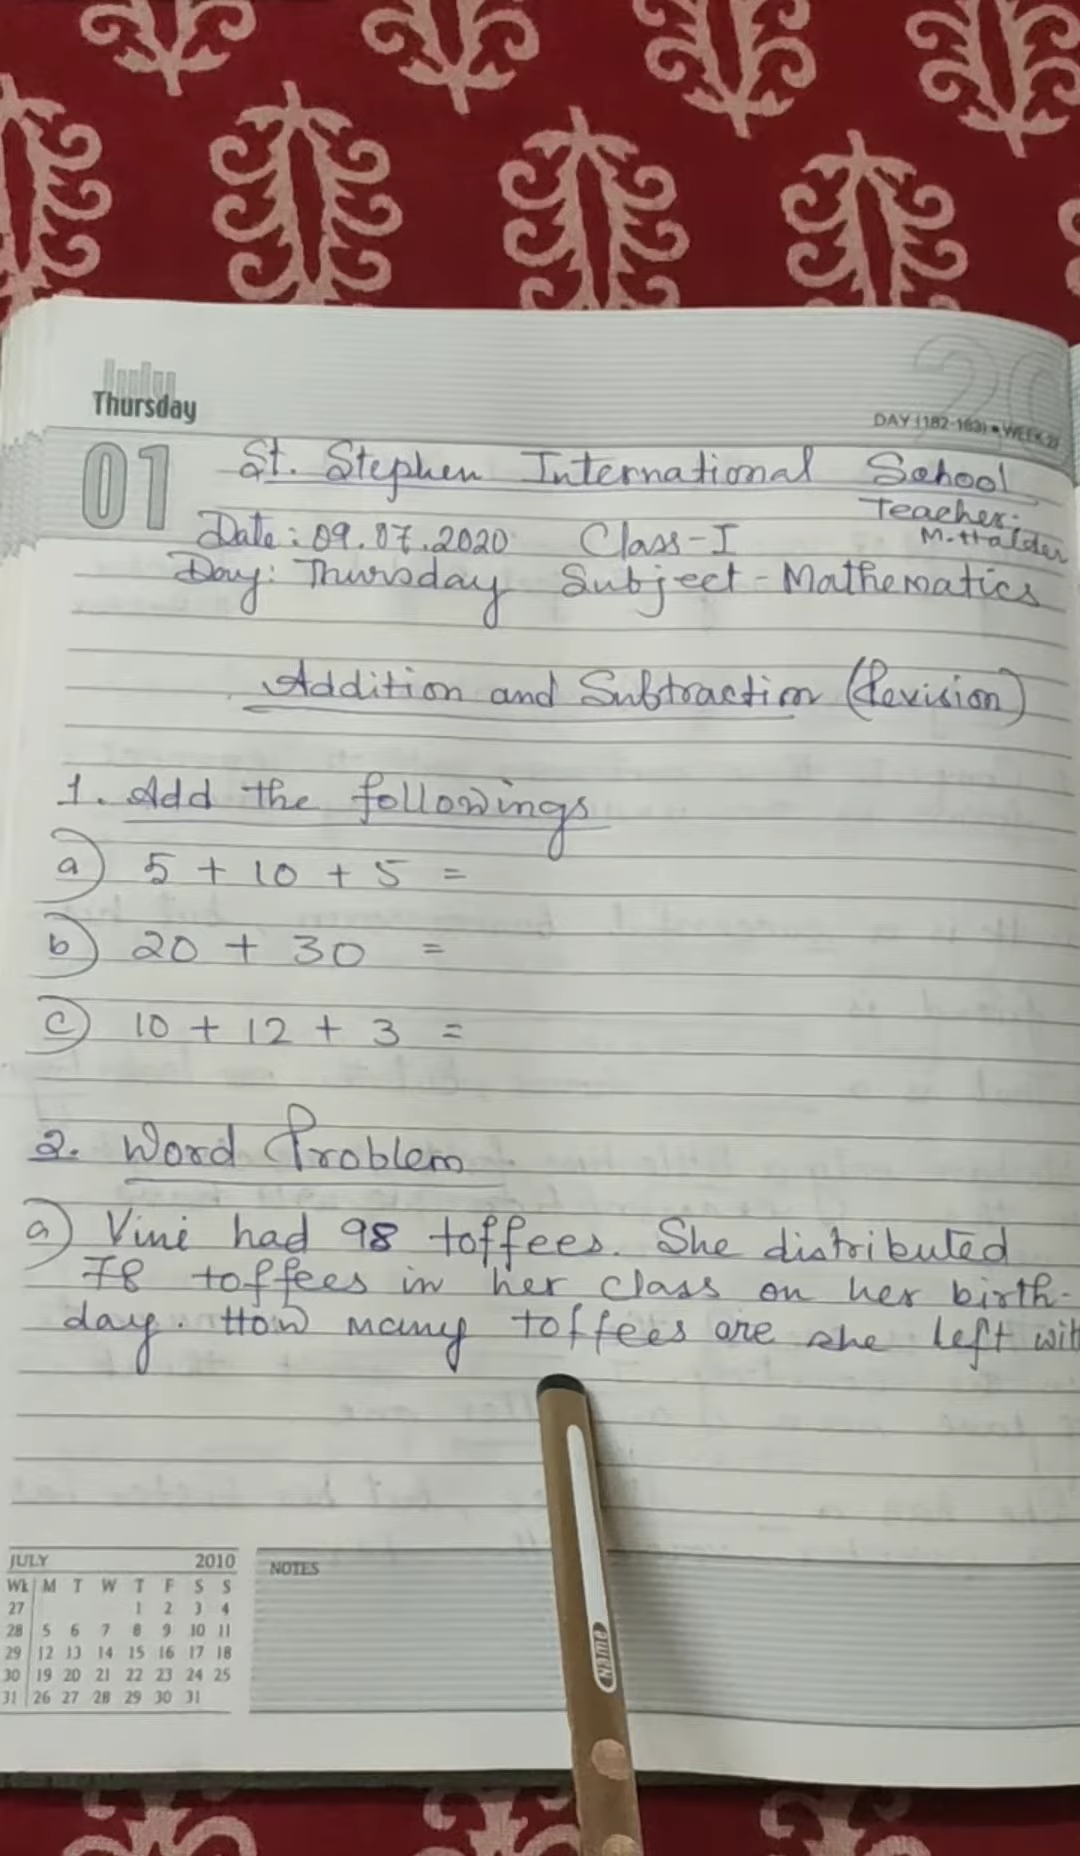 July
Thursday
DAY (182-183) • WEEK 27
01
St. Stephen International School
Teacher:
M. Halder
Date: 09.07.2020 Class-I
Day: Thursday Subject - Mathematics
Addition and Subtraction (Revision)
1. Add the followings
a) 5 + 10 + 5 =
b) 20 + 30 =
c) 10 + 12 + 3 =
2. Word Problem
a) Vini had 98 toffees. She distributed
78 toffees in her class on her birth-
day. How many toffees are she left wit
JULY 2010
Wk M T W T F S S
27 1 2 3 4
28 5 6 7 8 9 10 11
29 12 13 14 15 16 17 18
30 19 20 21 22 23 24 25
31 26 27 28 29 30 31
NOTES
Name